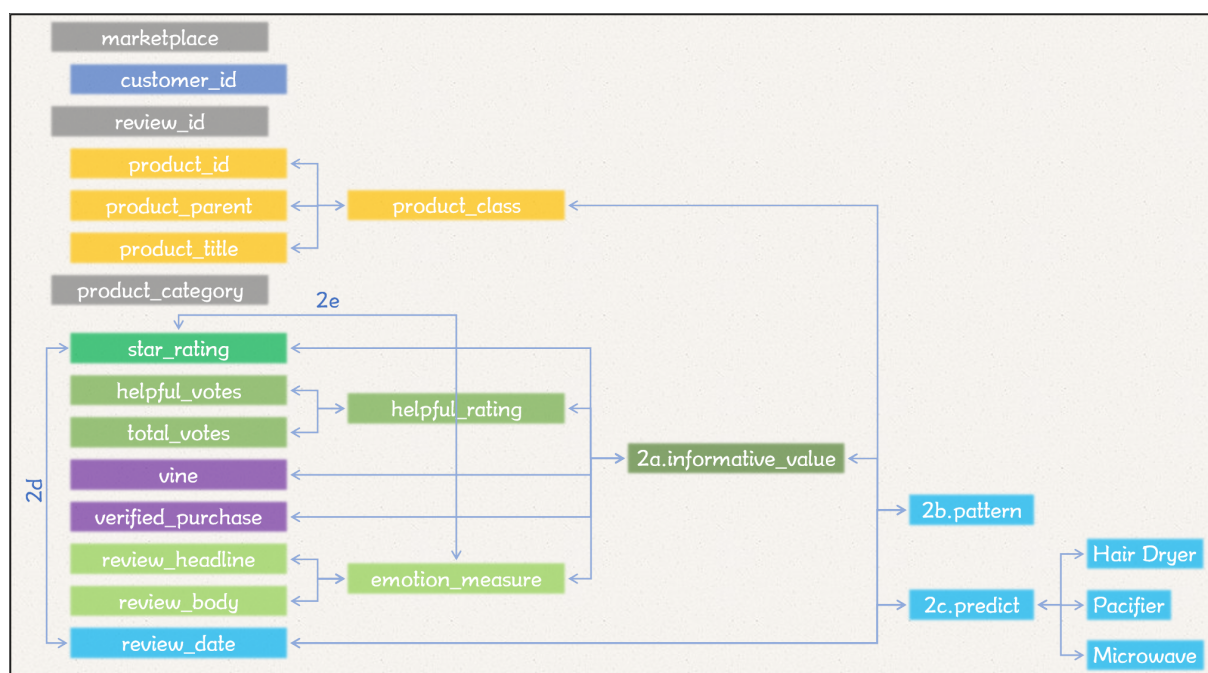 marketplace
customer_id
review_id
product_id
product_parent
product_class
product_title
product_category
2e
star_rating
helpful_votes
helpful_rating
total_votes
2a.informative_value
vine
2d
verified_purchase
2b.pattern
review_headline
emotion_measure
Hair Dryer
review_body
2c.predict
Pacifier
review_date
Microwave